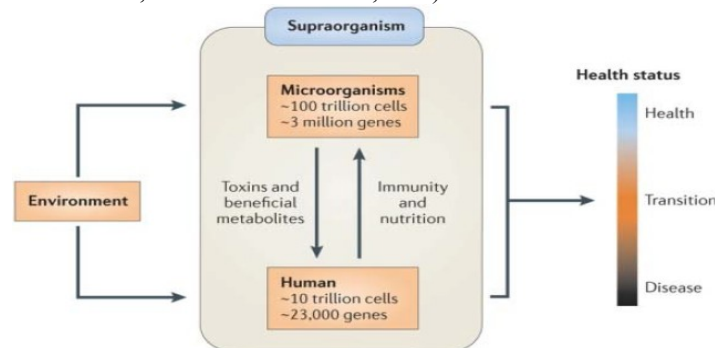 Supraorganism
Microorganisms
~100 trillion cells
~3 million genes
Health status
Health
Environment
Toxins and
beneficial
metabolites
Immunity
and
nutrition
Transition
Human
~10 trillion cells
~23,000 genes
Disease